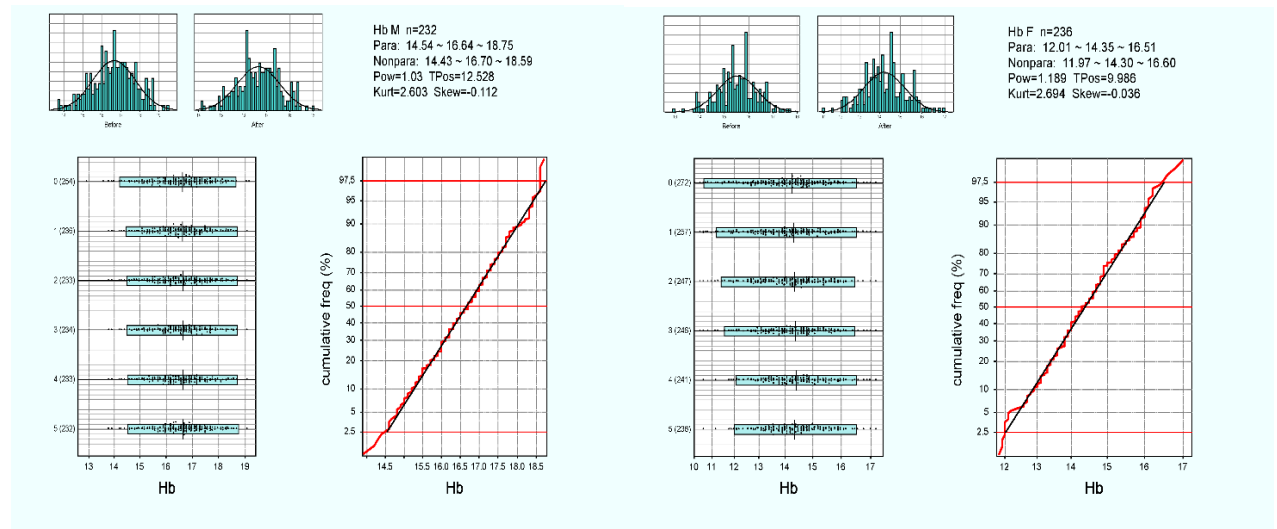 Hb M n=232
Para: 14.54 ~ 16.64 ~ 18.75
Nonpara: 14.43 ~ 16.70 ~ 18.59
Pow=1.03 TPos=12.528
Kurt=2.603 Skew=-0.112
Before
After
0 (254)
1 (236)
2 (233)
3 (234)
4 (233)
5 (232)
13 14 15 16 17 18 19
Hb
cumulative freq (%)
97,5
95
90
80
70
60
50
40
30
20
10
5
2.5
14.5 15.5 16.0 16.5 17.0 17.5 18.0 18.5
Hb
Hb F n=236
Para: 12.01 ~ 14.35 ~ 16.51
Nonpara: 11.97 ~ 14.30 ~ 16.60
Pow=1.189 TPos=9.986
Kurt=2.694 Skew=-0.036
Before
After
0 (272)
1 (257)
2 (247)
4 (241)
10 11 12 13 14 15 16 17
Hb
cumulative freq (%)
97,5
95
90
80
70
60
50
40
30
20
10
5
2.5
12 13 14 15 16 17
Hb